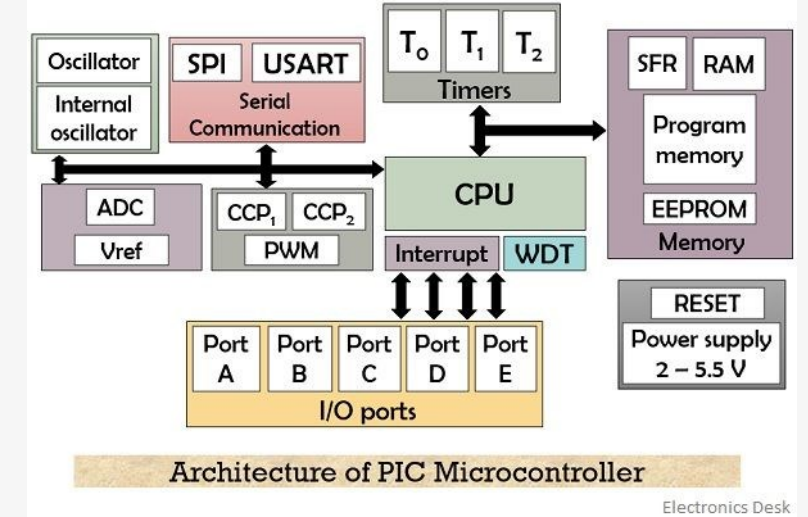 Oscillator
Internal
oscillator
SPI
USART
Serial
Communication
T0
T1
T2
Timers
SFR
RAM
Program
memory
EEPROM
Memory
ADC
Vref
CCP1
CCP2
PWM
CPU
Interrupt
WDT
RESET
Power supply
2 – 5.5 V
Port
A
Port
B
Port
C
Port
D
Port
E
I/O ports
Architecture of PIC Microcontroller
Electronics Desk